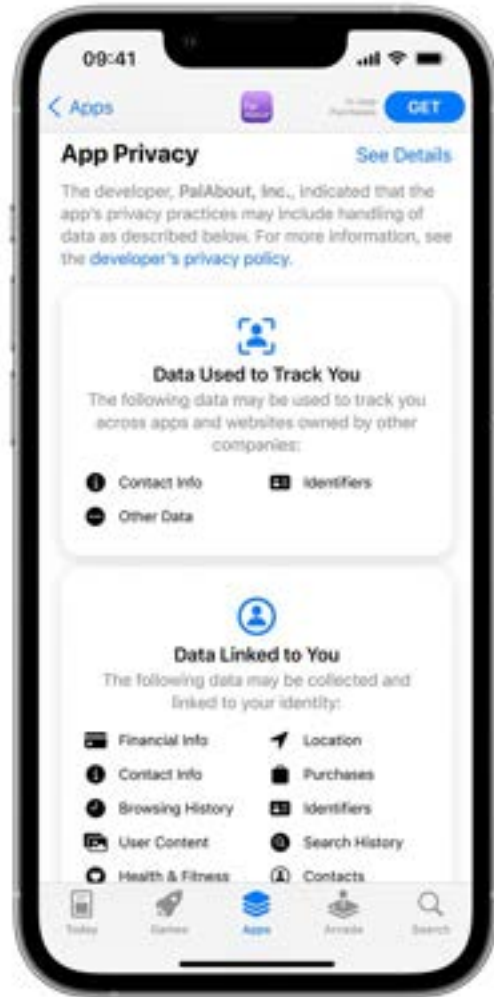 09:41
Apps
GET
App Privacy
See Details
The developer, PalAbout, Inc., indicated that the
app's privacy practices may include handling of
data as described below. For more information, see
the developer's privacy policy.
Data Used to Track You
The following data may be used to track you
across apps and websites owned by other
companies:
Contact Info
Identifiers
Other Data
Data Linked to You
The following data may be collected and
linked to your identity:
Financial Info
Location
Contact Info
Purchases
Browsing History
Identifiers
User Content
Search History
Health & Fitness
Contacts
Today
Games
Apps
Arcade
Search